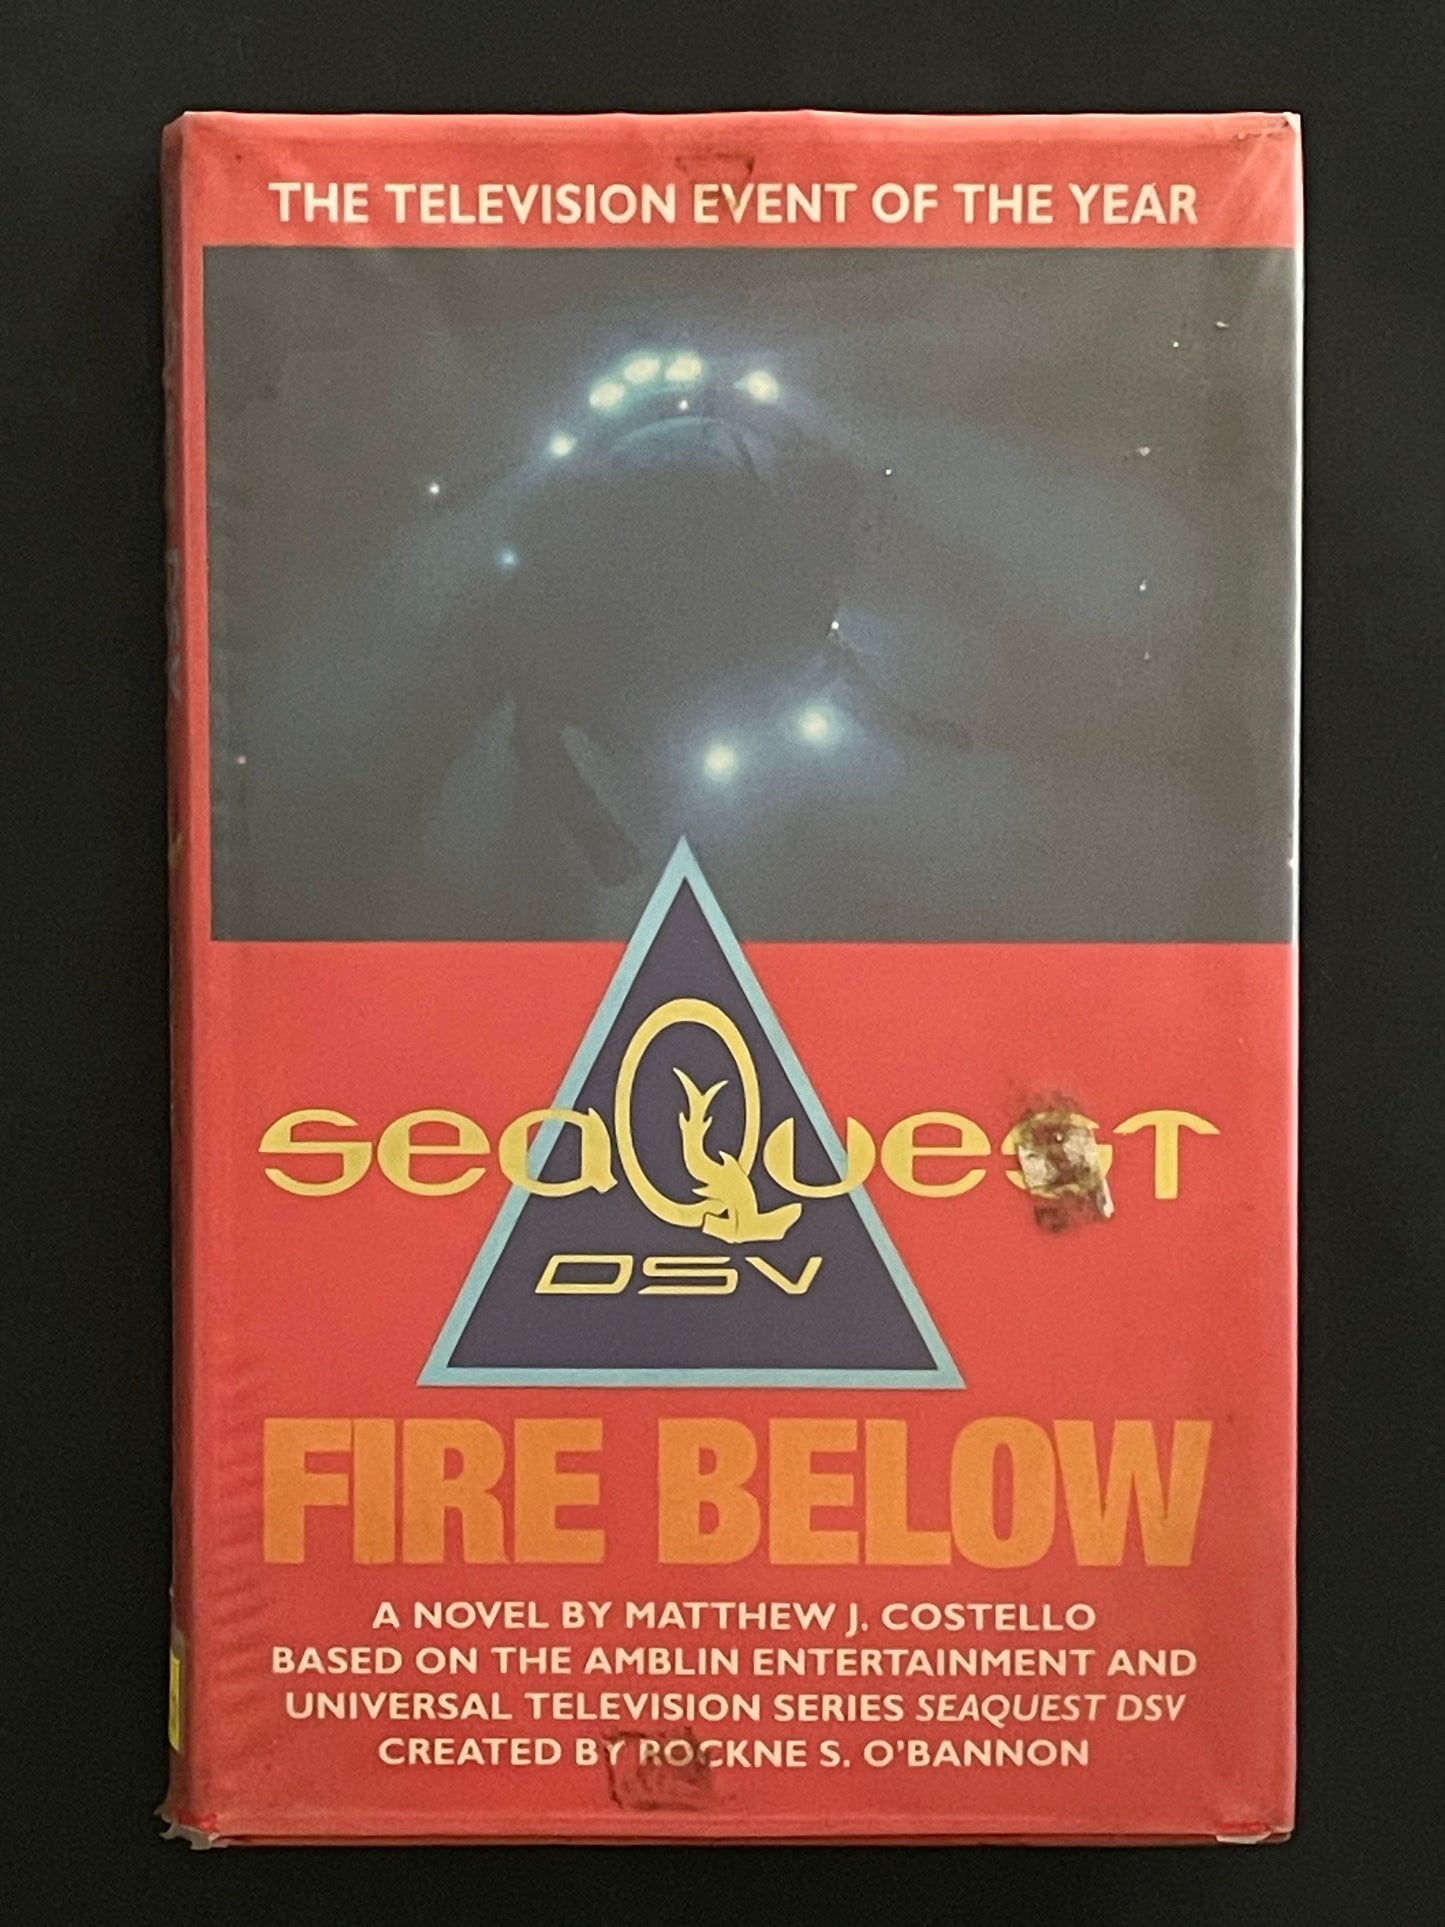 THE TELEVISION EVENT OF THE YEAR
seaQuesT
DSV
FIRE BELOW
A NOVEL BY MATTHEW J. COSTELLO
BASED ON THE AMBLIN ENTERTAINMENT AND
UNIVERSAL TELEVISION SERIES SEAQUEST DSV
CREATED BY ROCKNE S. O'BANNON